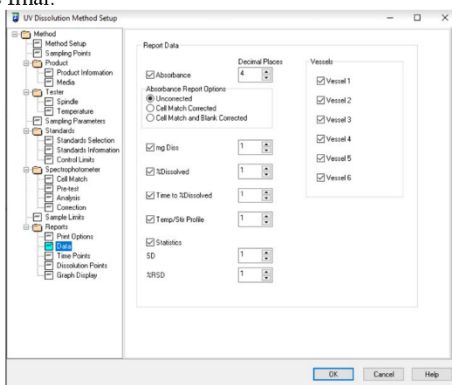 UV Dissolution Method Setup
Method
Method Setup
Sampling Points
Product
Product Information
Media
Tester
Spindle
Temperature
Sampling Parameters
Standards
Standards Selection
Standards Information
Control Limits
Spectrophotometer
Cell Match
Pre-test
Analysis
Correction
Sample Limits
Reports
Print Options
Data
Time Points
Dissolution Points
Graph Display
Report Data
Decimal Places
Absorbance 4
Absorbance Report Options
Uncorrected
Cell Match Corrected
Cell Match and Blank Corrected
mg Diss 1
%Dissolved 1
Time to %Dissolved 1
Temp/Stir Profile 1
Statistics
SD 1
%RSD 1
Vessels
Vessel 1
Vessel 2
Vessel 3
Vessel 4
Vessel 5
Vessel 6
OK Cancel Help